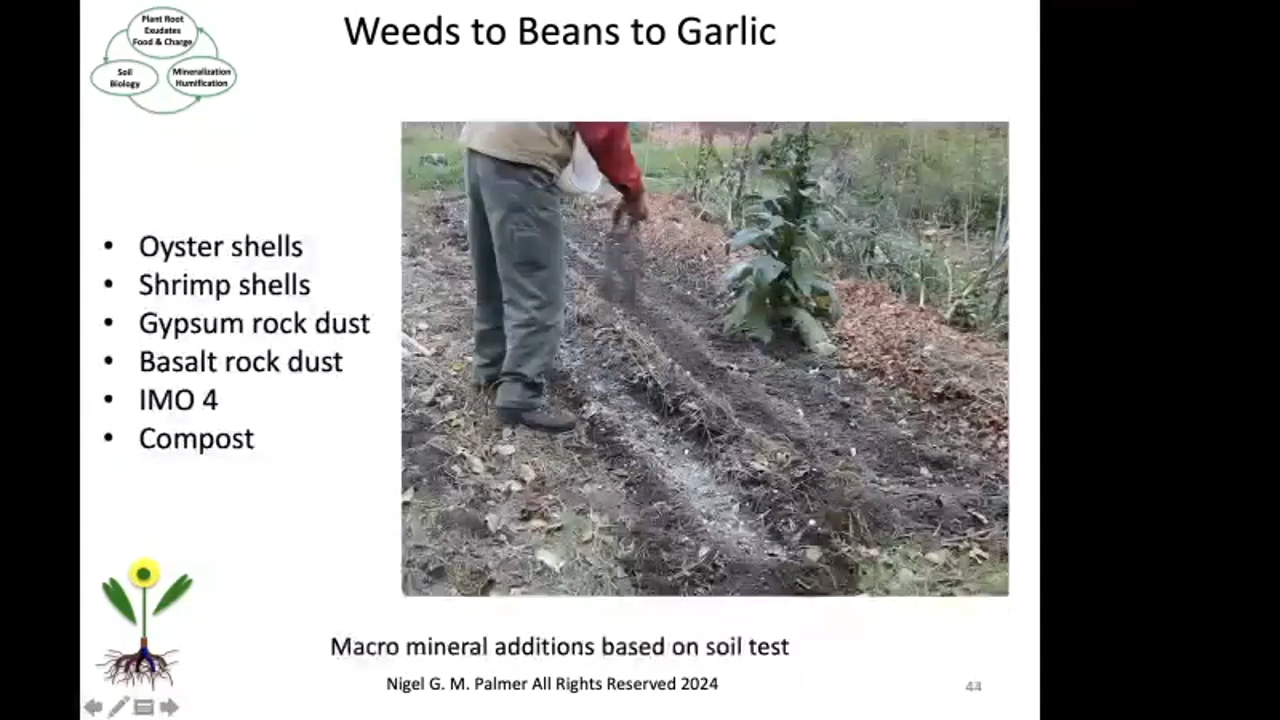 Plant Root
Exudates
Food & Charge
Soil
Biology
Mineralization
Humification
Weeds to Beans to Garlic
• Oyster shells
• Shrimp shells
• Gypsum rock dust
• Basalt rock dust
• IMO 4
• Compost
Macro mineral additions based on soil test
Nigel G. M. Palmer All Rights Reserved 2024